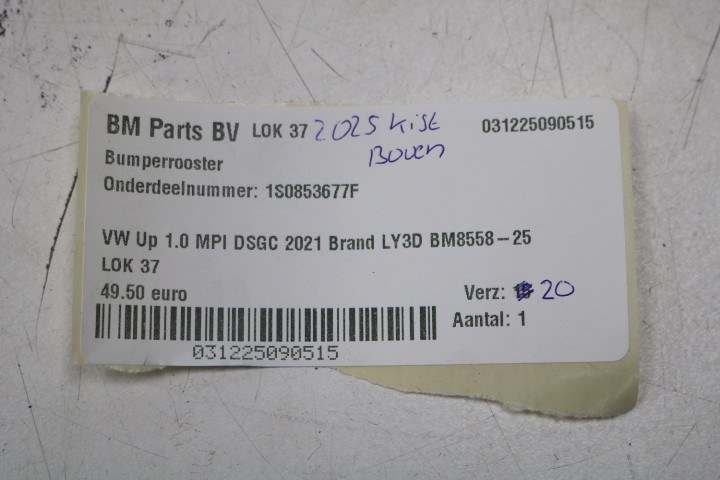 BM Parts BV LOK 37 2025 kist 031225090515
Boven
Bumperrooster
Onderdeelnummer: 1S0853677F
VW Up 1.0 MPI DSGC 2021 Brand LY3D BM8558-25
LOK 37
49.50 euro Verz: 20
Aantal: 1
031225090515